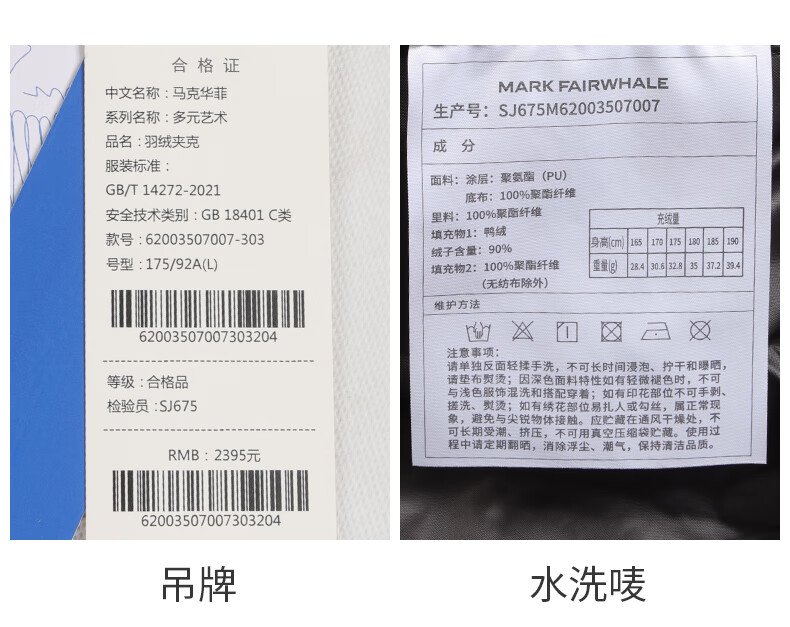 合格证
中文名称：马克华菲
系列名称：多元艺术
品名：羽绒夹克
服装标准：
GB/T 14272-2021
安全技术类别：GB 18401 C类
款号：62003507007-303
号型：175/92A(L)
62003507007303204
等级：合格品
检验员：SJ675
RMB：2395元
62003507007303204
吊牌
MARK FAIRWHALE
生产号：SJ675M62003507007
成 分
面料：涂层：聚氨酯（PU）
底布：100%聚酯纤维
里料：100%聚酯纤维
填充物1：鸭绒
绒子含量：90%
填充物2：100%聚酯纤维
（无纺布除外）
充绒量
身高(cm) 165 170 175 180 185 190
重量(g) 28.4 30.6 32.8 35 37.2 39.4
维护方法
注意事项：
请单独反面轻揉手洗，不可长时间浸泡、拧干和曝晒，
请垫布熨烫；因深色面料特性如有轻微褪色时，不可
与浅色服饰混洗和搭配穿着；如有印花部位不可手剥、
搓洗、熨烫；如有绣花部位易扎人或勾丝，属正常现
象，避免与尖锐物体接触。应贮藏在通风干燥处，不
可长期受潮、挤压，不可用真空压缩袋贮藏。使用过
程中请定期翻晒，消除浮尘、潮气，保持清洁品质。
水洗唛